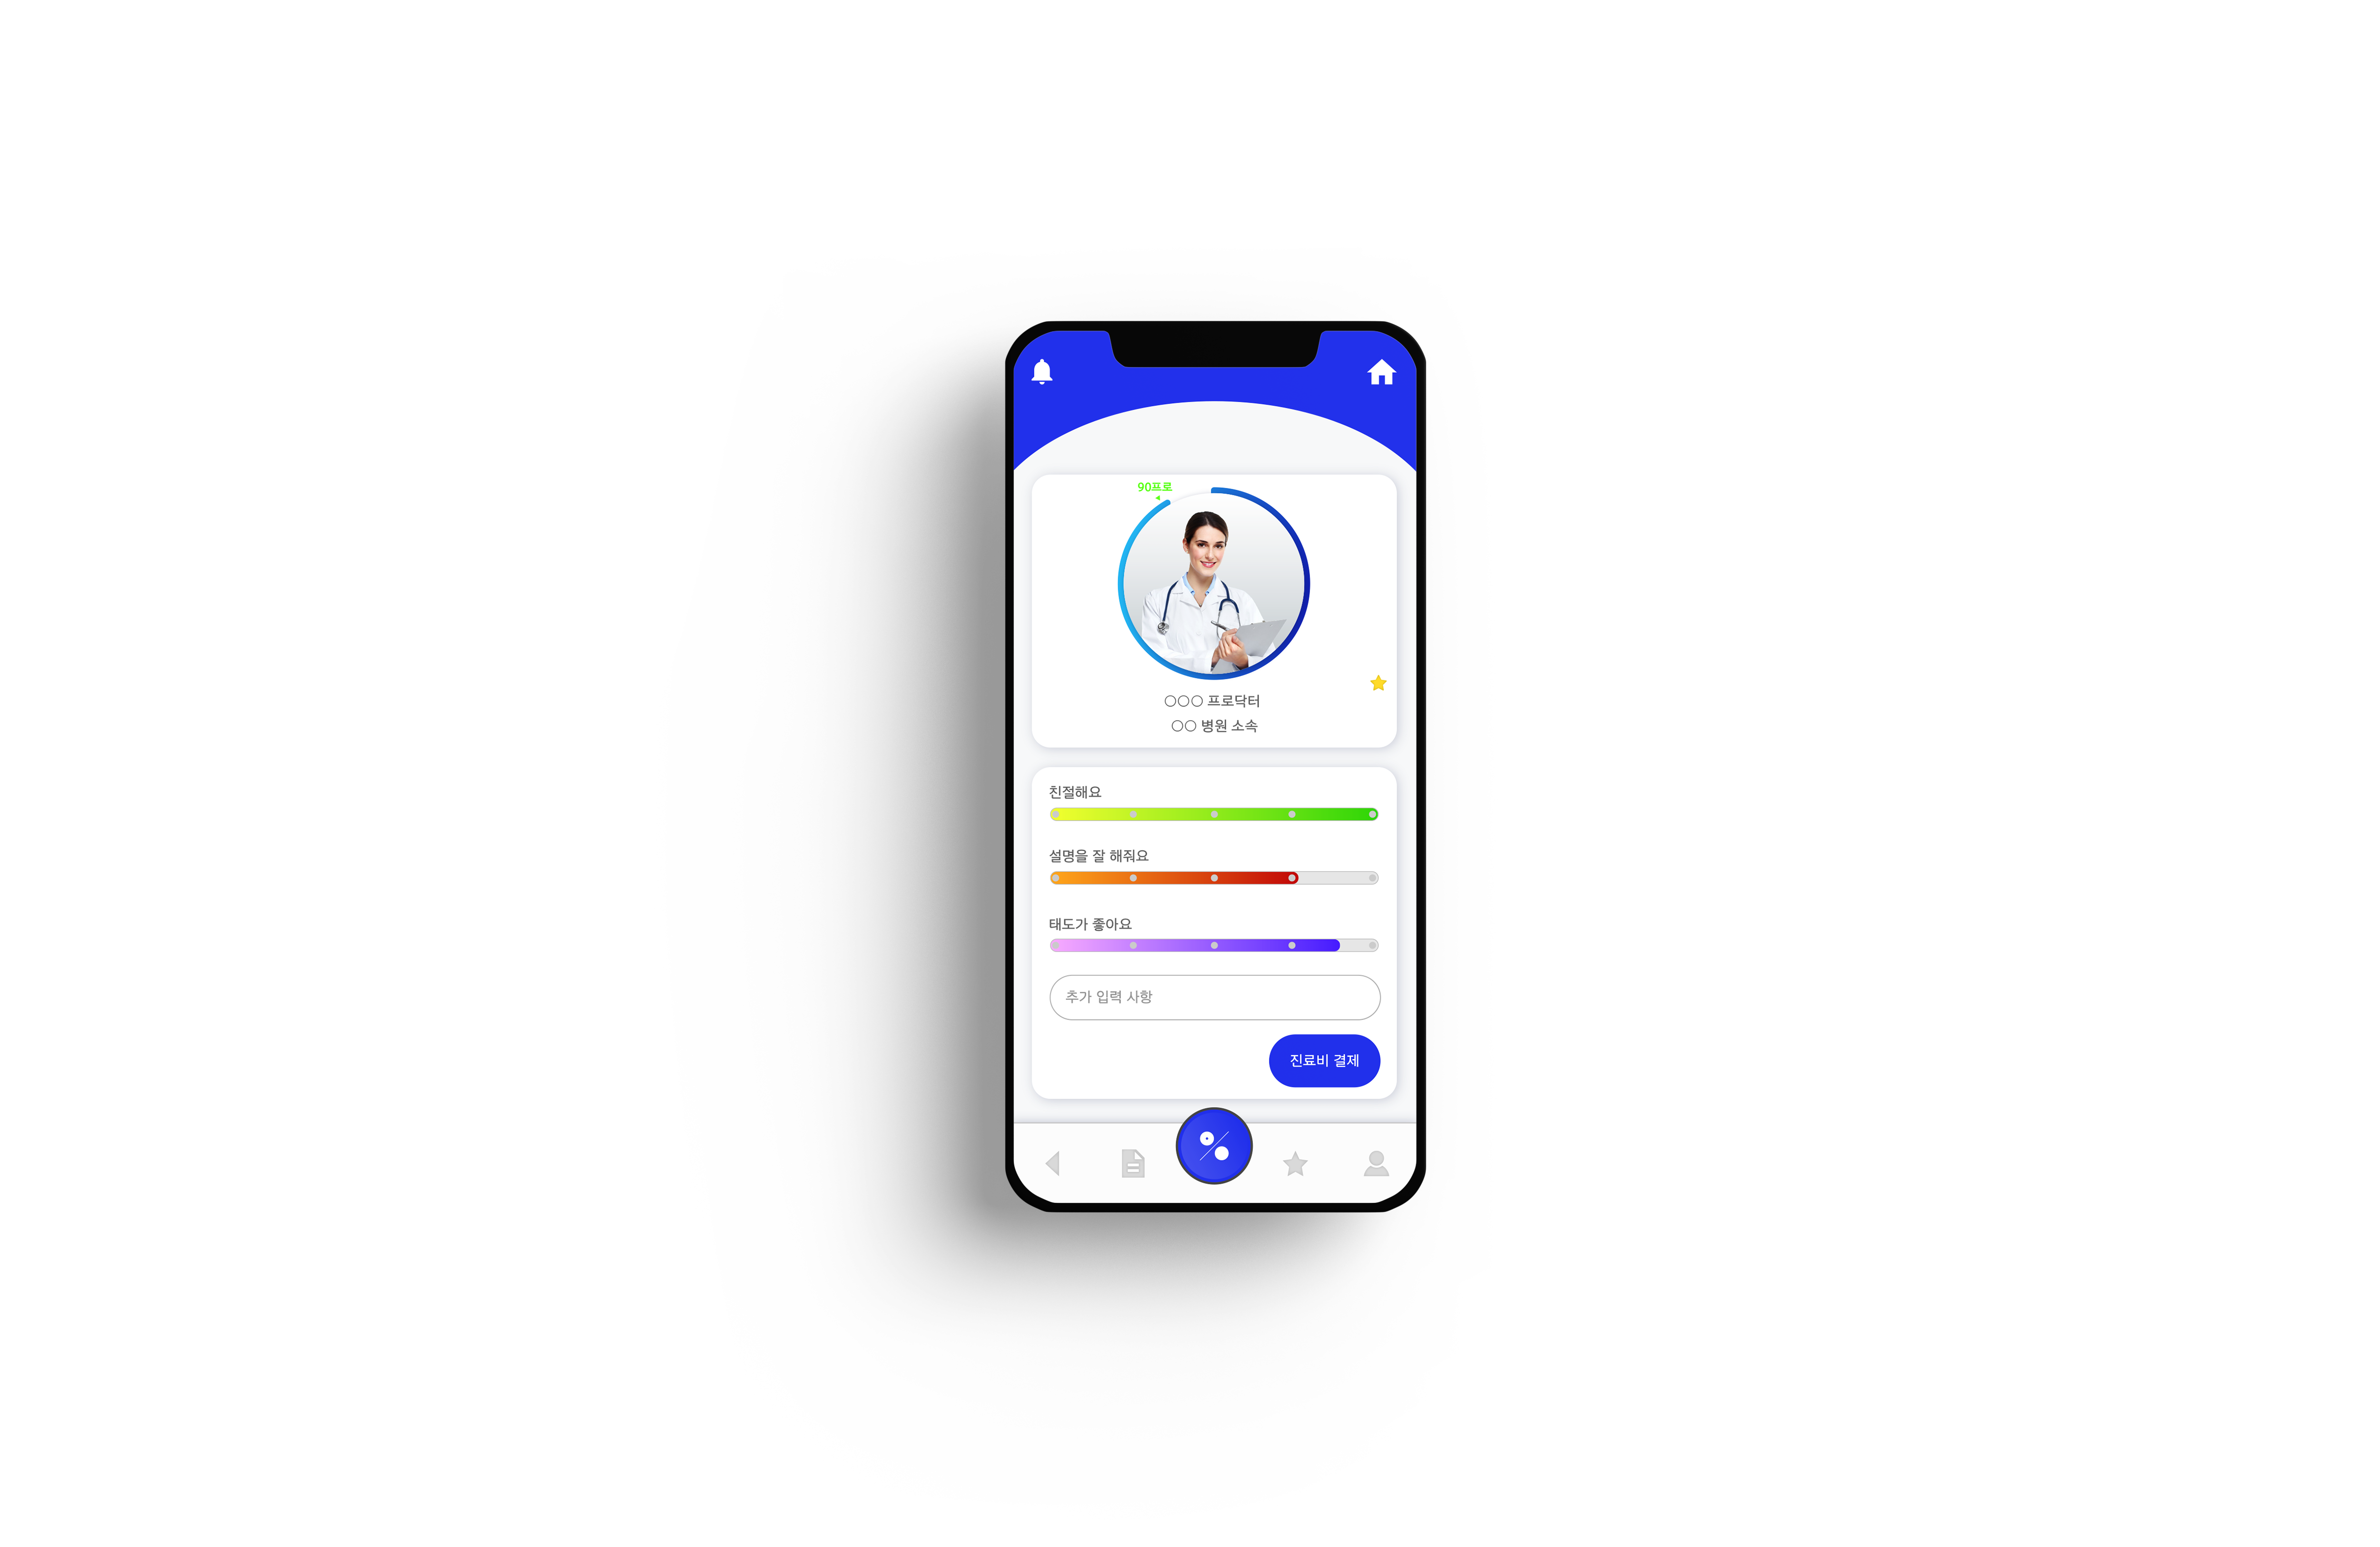 90프로
○○○ 프로닥터
○○ 병원 소속
친절해요
설명을 잘 해줘요
태도가 좋아요
추가 입력 사항
진료비 결제